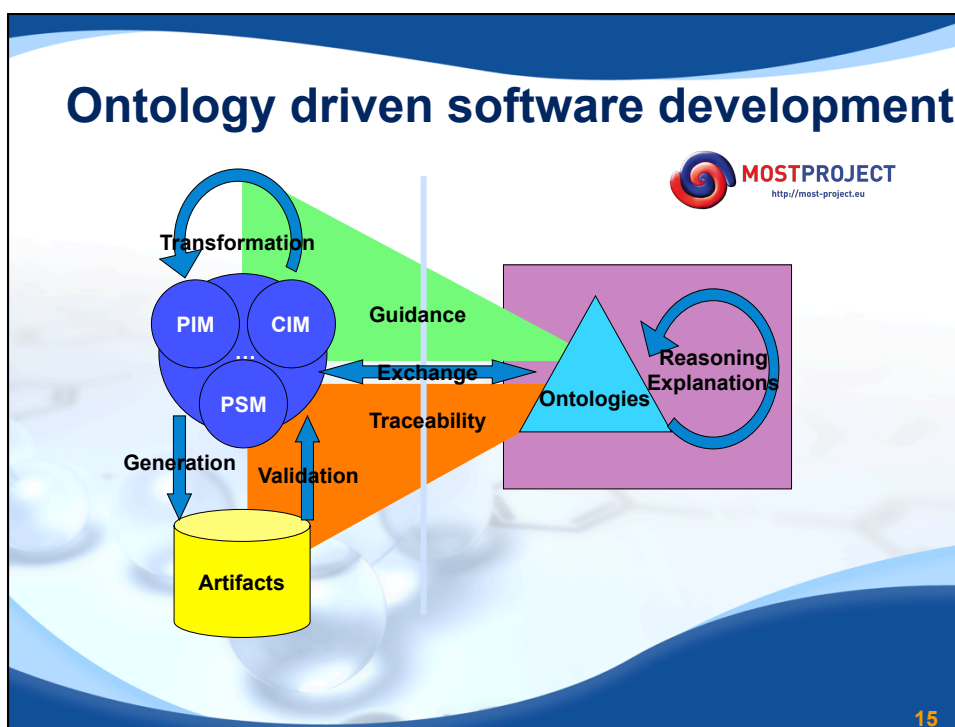 Ontology driven software development
MOSTPROJECT
http://most-project.eu
Transformation
PIM
CIM
...
PSM
Guidance
Exchange
Traceability
Ontologies
Reasoning
Explanations
Generation
Validation
Artifacts
15